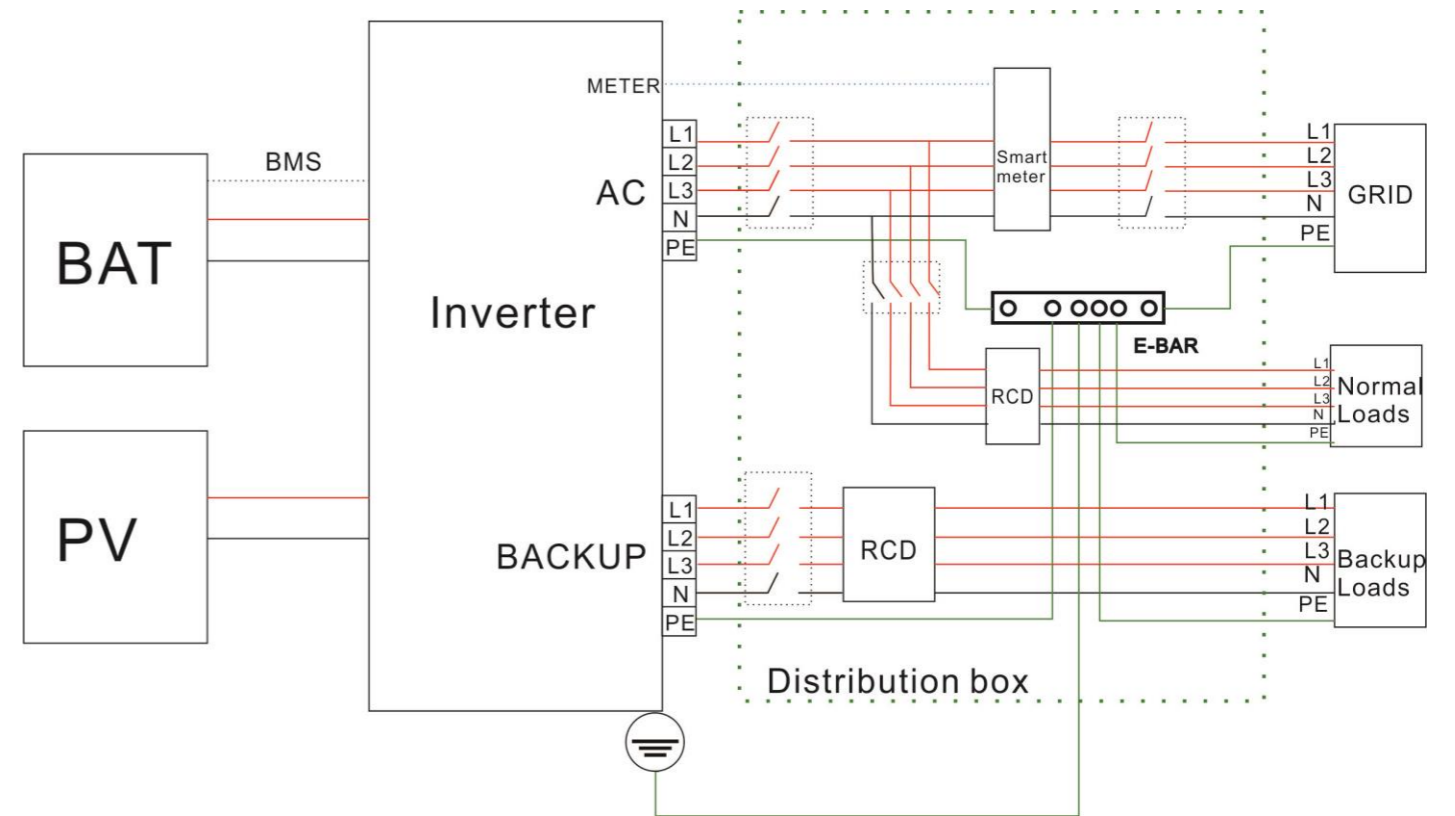 METER
L1
L2
L3
N
PE
AC
Smart
meter
L1
L2
L3
N
PE
GRID
BMS
BAT
Inverter
E-BAR
RCD
L1
L2
L3
N
PE
Normal
Loads
PV
BACKUP
L1
L2
L3
N
PE
RCD
L1
L2
L3
N
PE
Backup
Loads
Distribution box